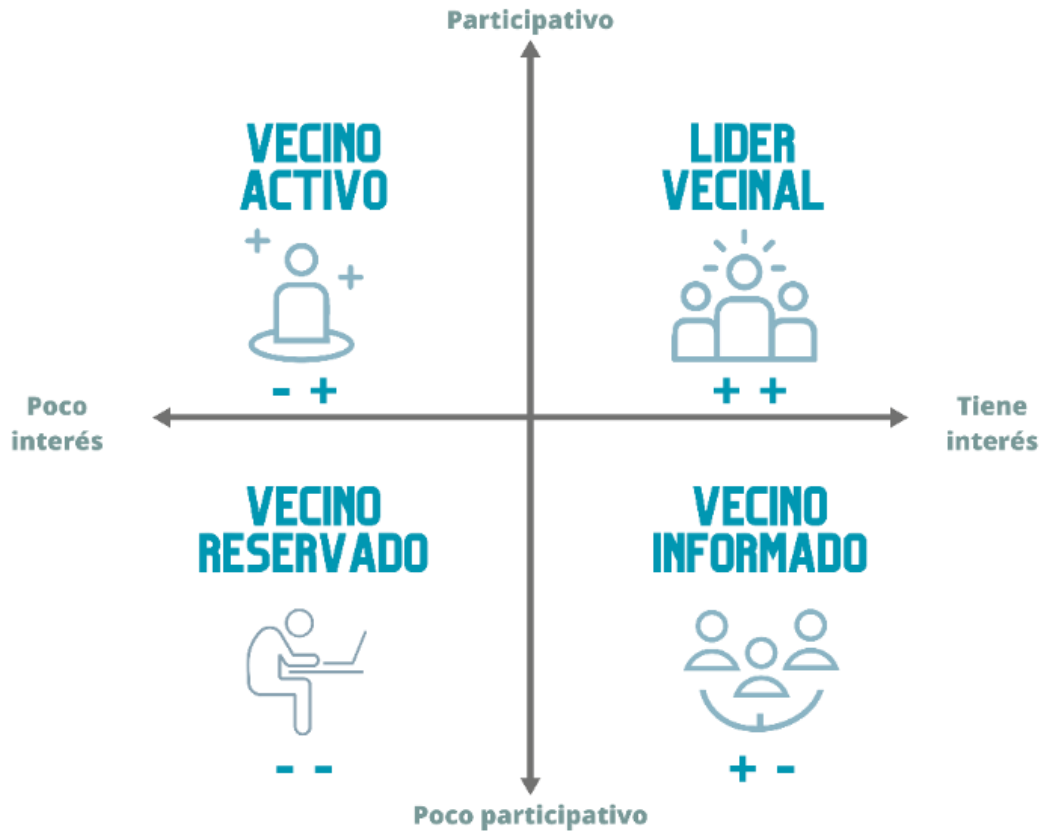 Participativo
VECINO
ACTIVO
LIDER
VECINAL
- +
+ +
Poco
interés
Tiene
interés
VECINO
RESERVADO
VECINO
INFORMADO
- -
+ -
Poco participativo